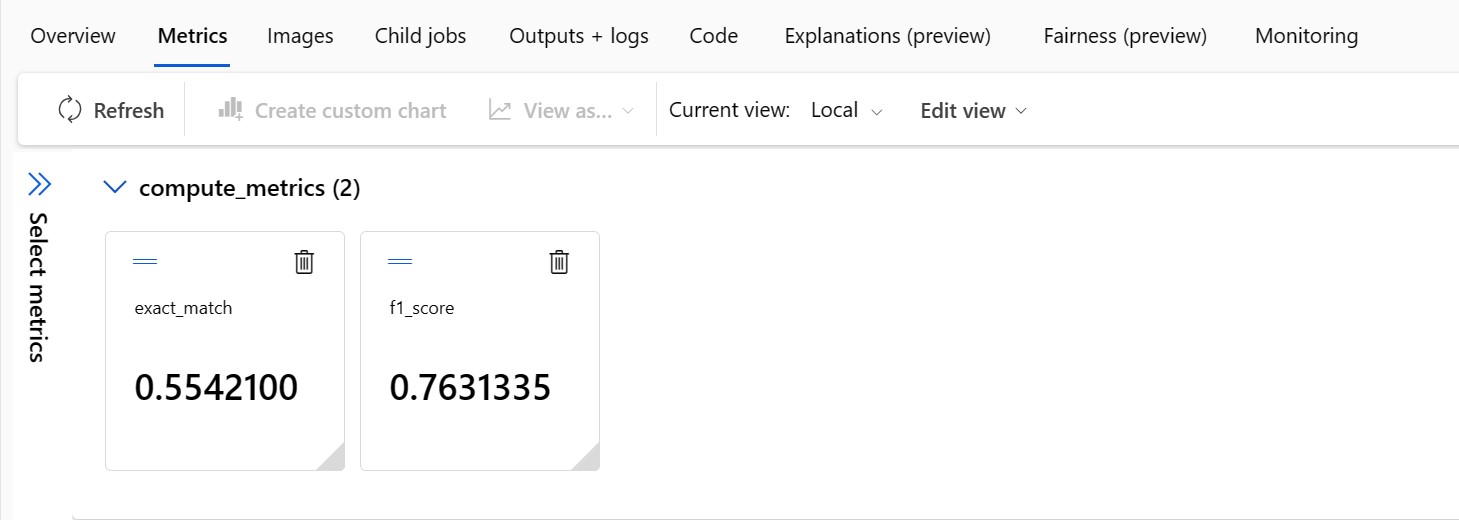 Overview Metrics Images Child jobs Outputs + logs Code Explanations (preview) Fairness (preview) Monitoring
Refresh Create custom chart View as... Current view: Local Edit view
Select metrics
compute_metrics (2)
exact_match f1_score
0.5542100 0.7631335